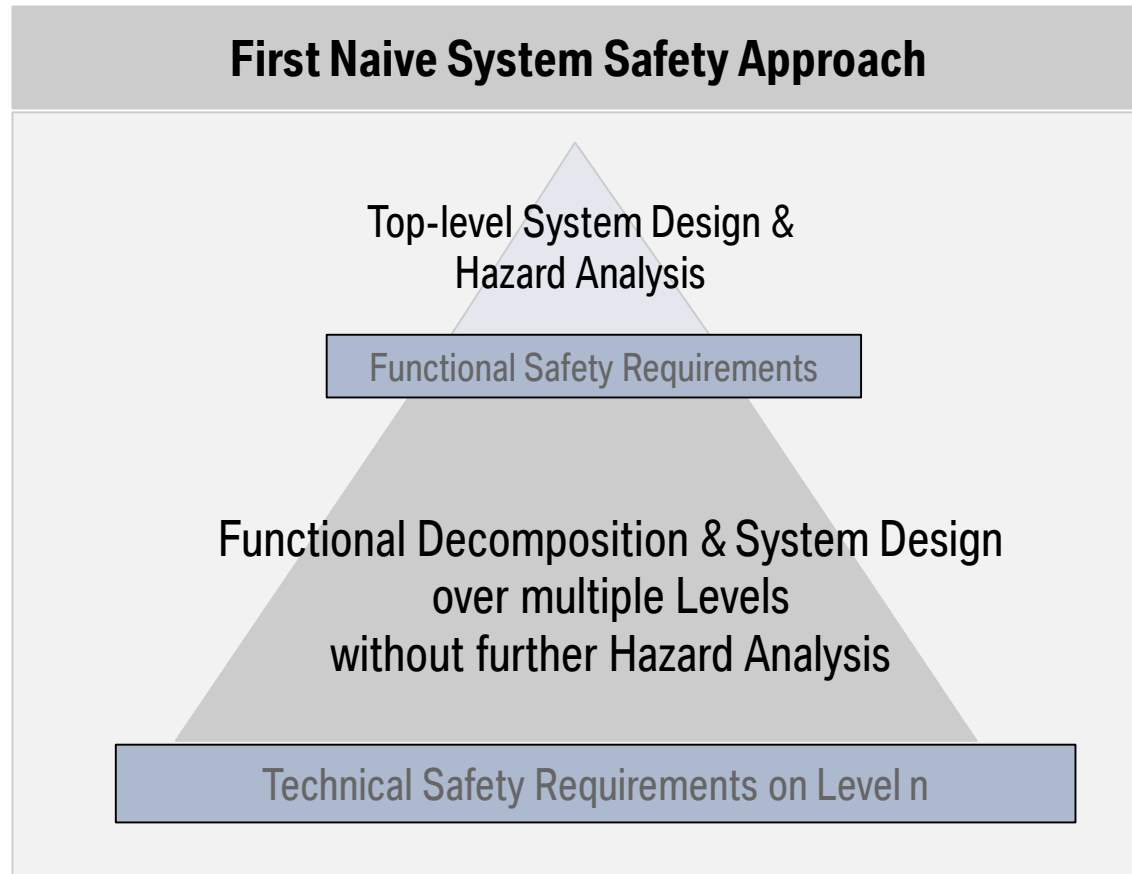 First Naive System Safety Approach
Top-level System Design &
Hazard Analysis
Functional Safety Requirements
Functional Decomposition & System Design
over multiple Levels
without further Hazard Analysis
Technical Safety Requirements on Level n